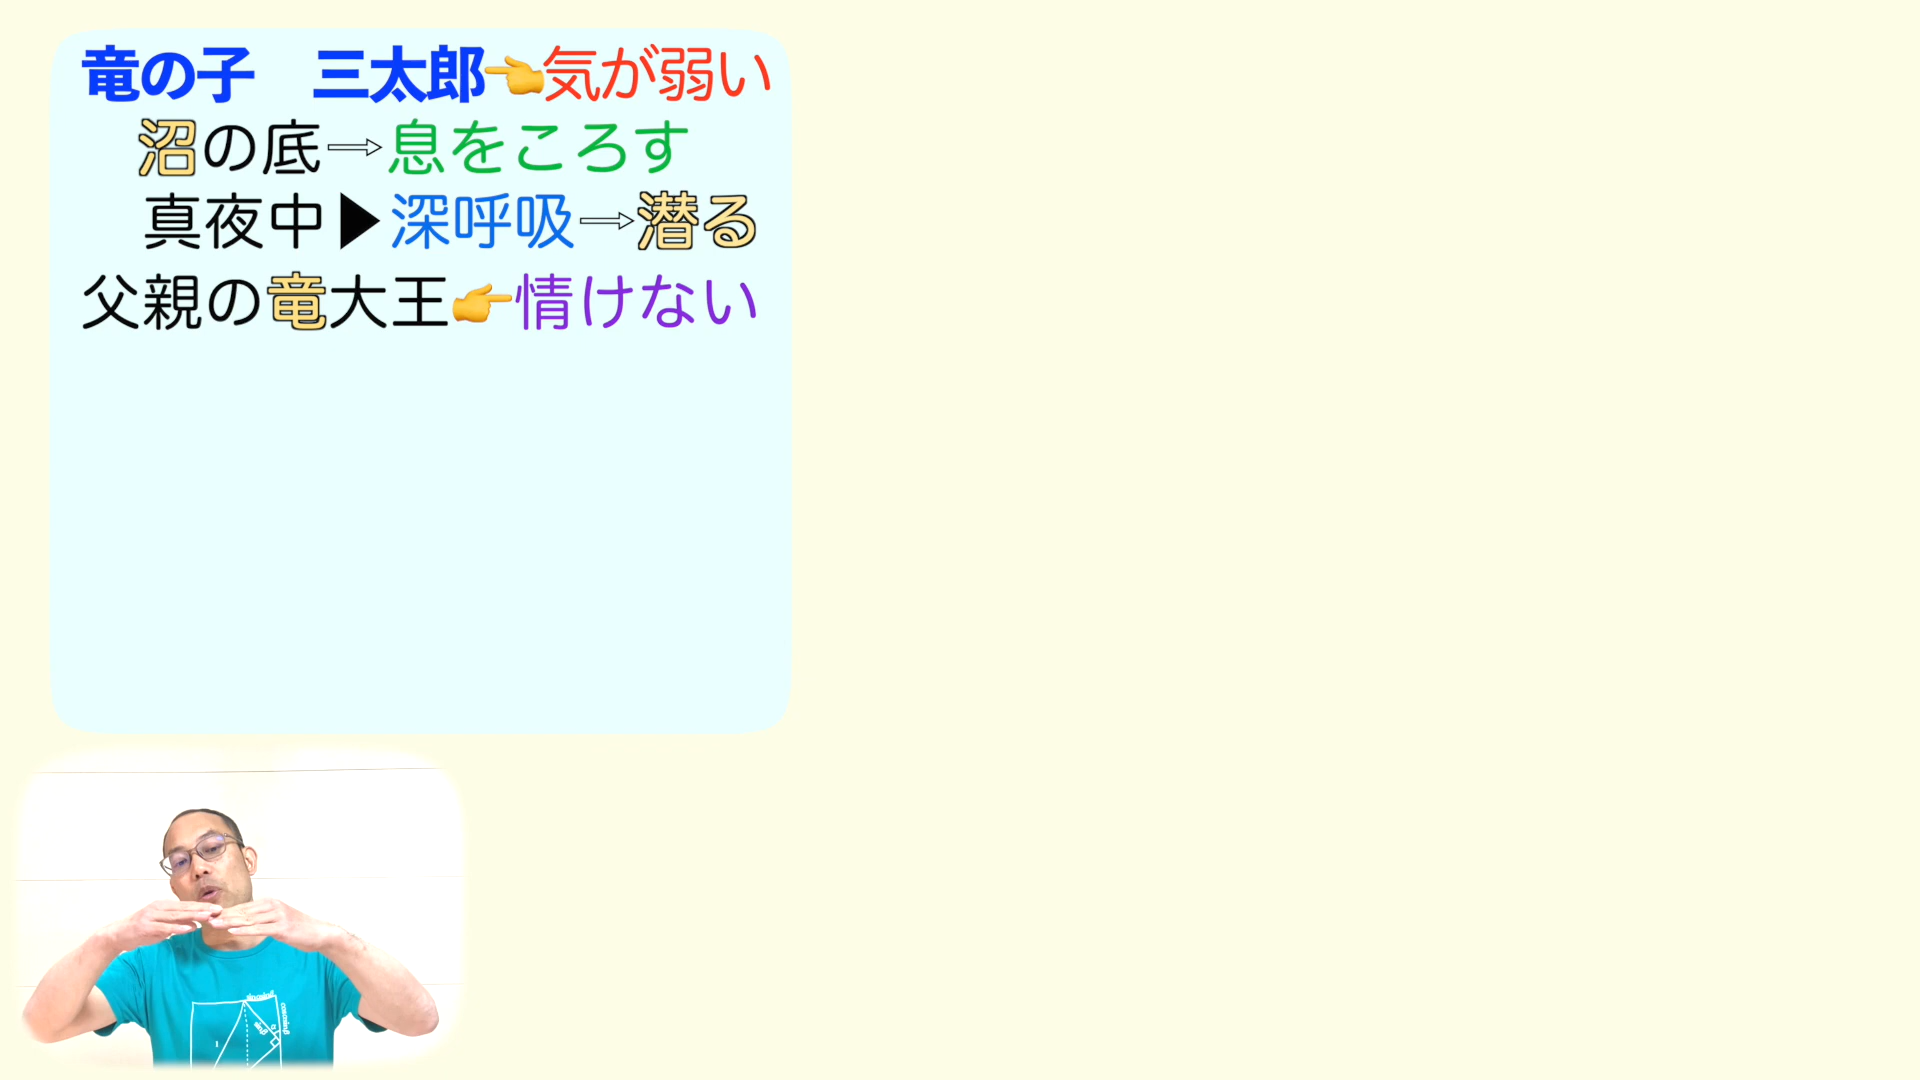 竜の子　三太郎👈気が弱い
沼の底⇨息をころす
真夜中▶深呼吸⇨潜る
父親の竜大王👉情けない
1